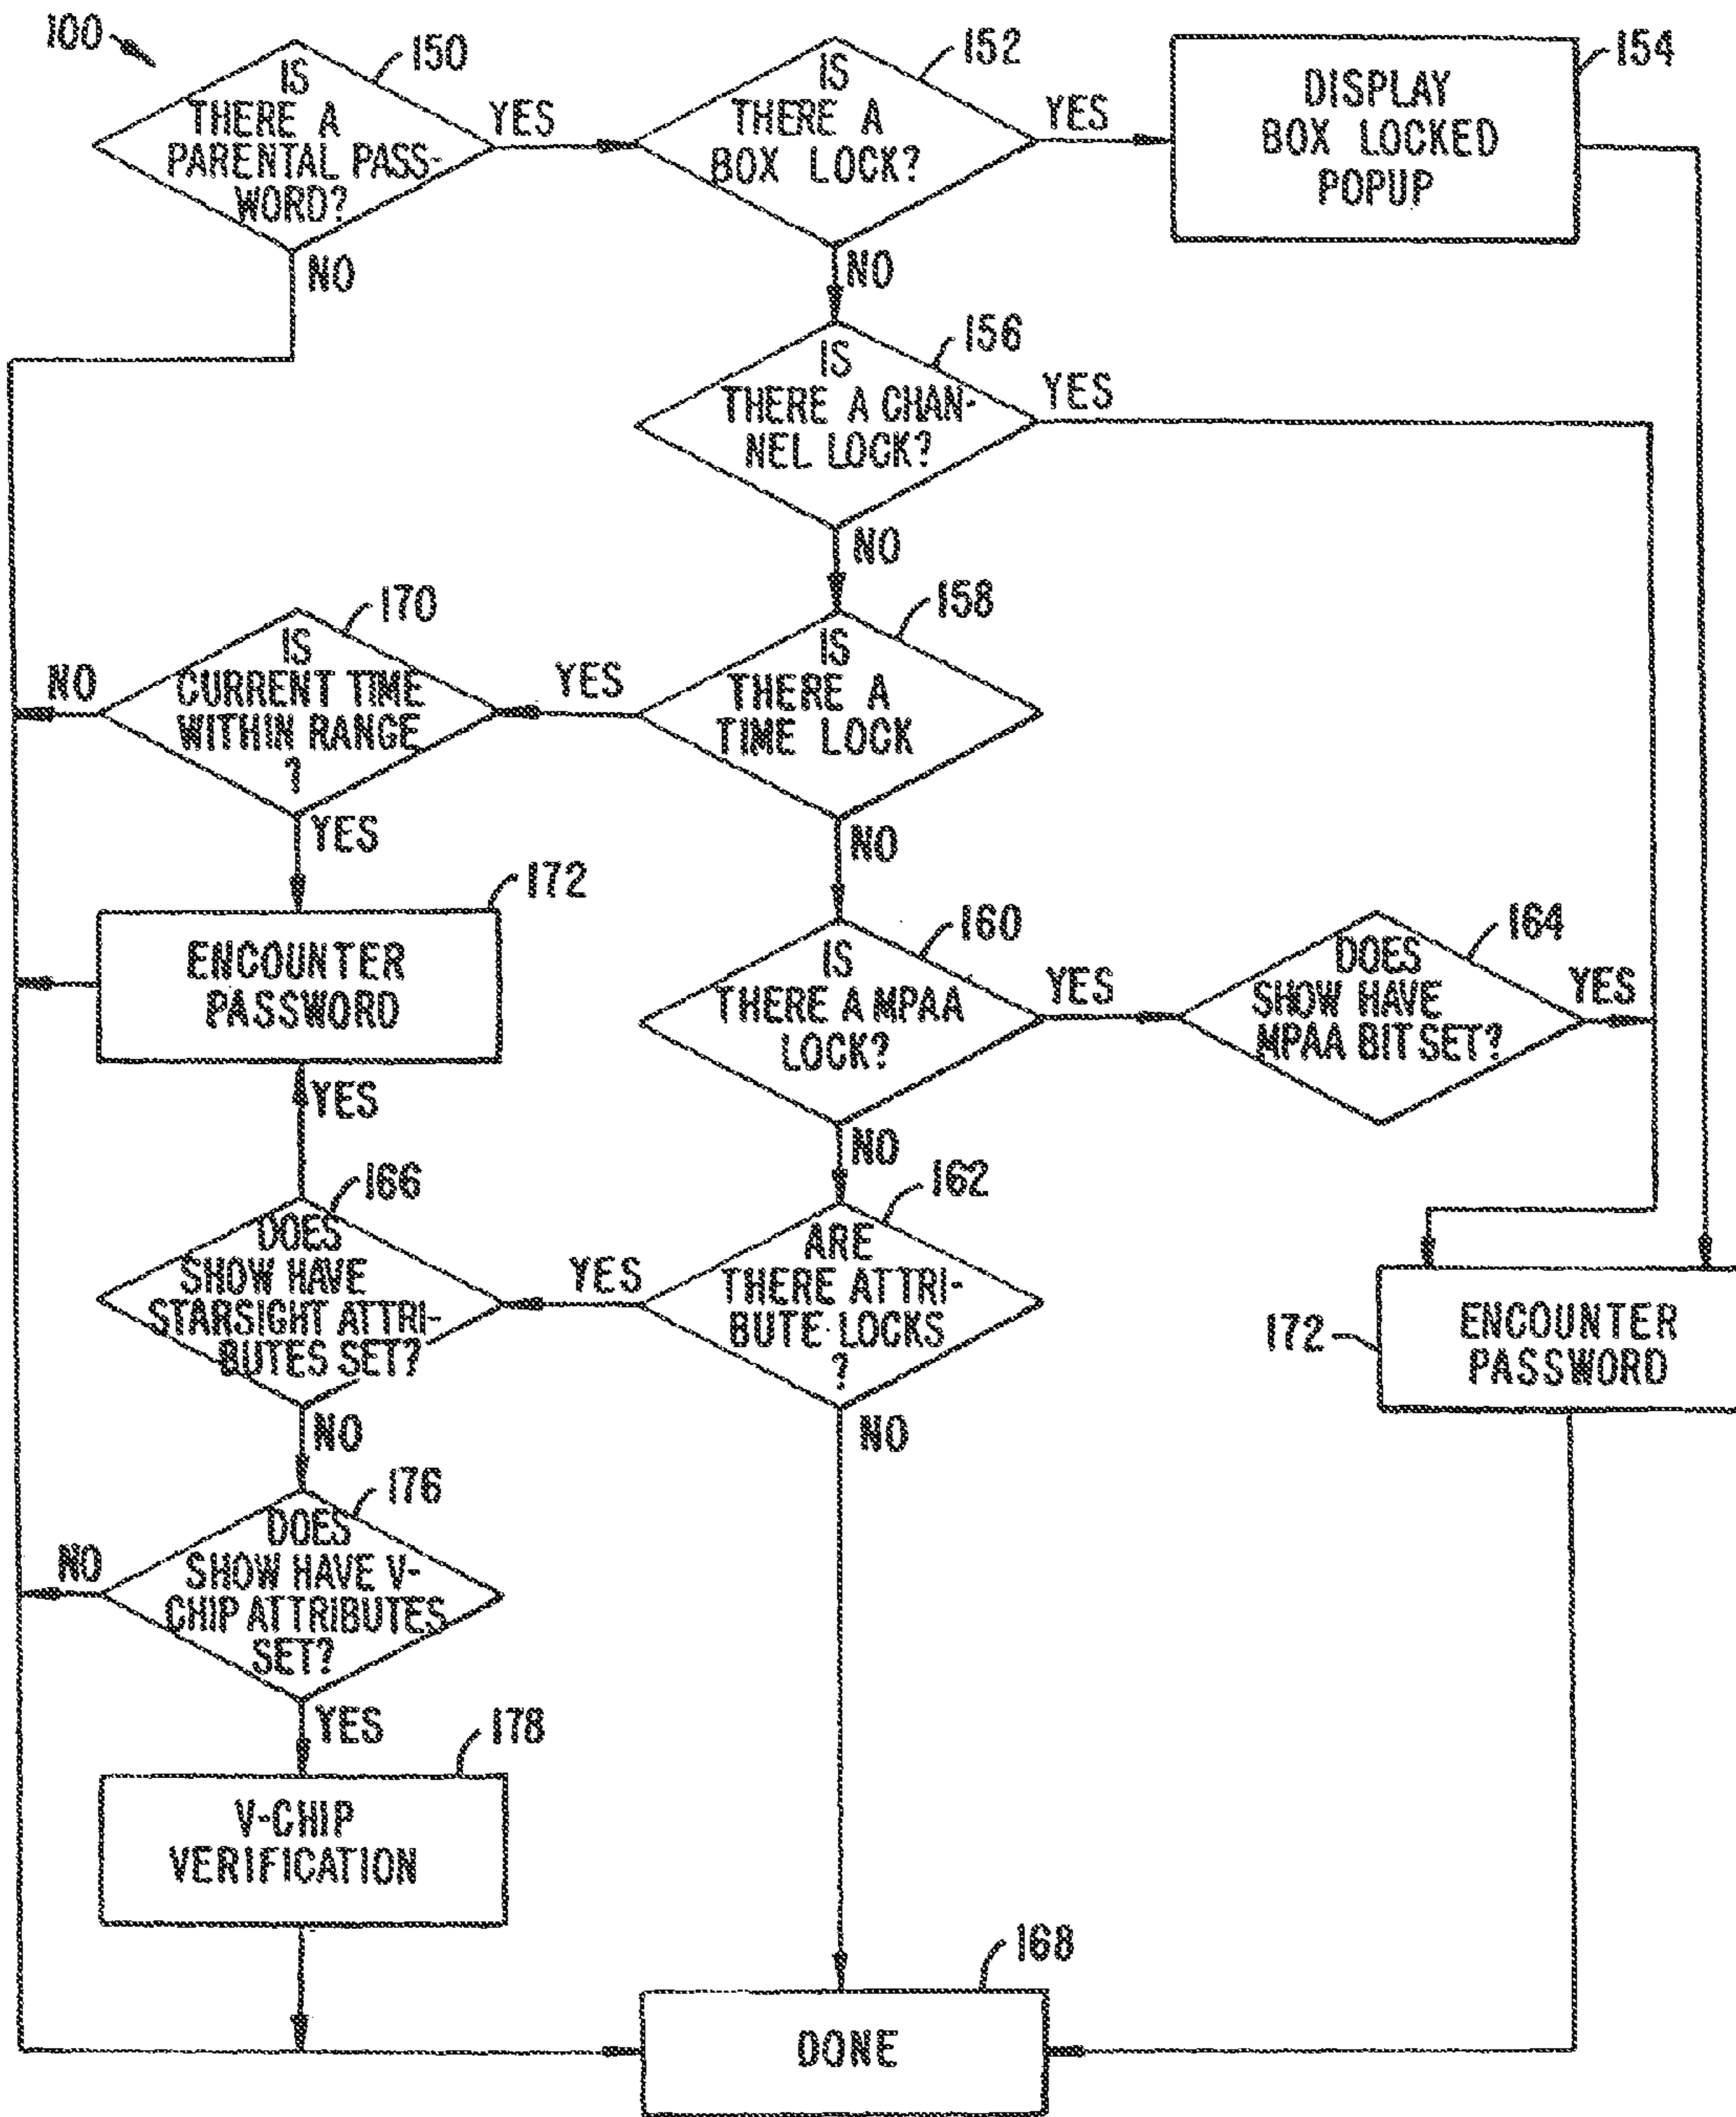 100
150
IS
THERE A
PARENTAL PASS-
WORD?
YES
NO
152
IS
THERE A
BOX LOCK?
YES
NO
154
DISPLAY
BOX LOCKED
POPUP
156
IS
THERE A CHAN-
NEL LOCK?
YES
NO
170
IS
CURRENT TIME
WITHIN RANGE
?
NO
YES
158
IS
THERE A
TIME LOCK
YES
NO
172
ENCOUNTER
PASSWORD
160
IS
THERE A MPAA
LOCK?
YES
NO
164
DOES
SHOW HAVE
MPAA BIT SET?
YES
YES
166
DOES
SHOW HAVE
STARSIGHT ATTRI-
BUTES SET?
NO
162
ARE
THERE ATTRI-
BUTE LOCKS
?
YES
NO
172
ENCOUNTER
PASSWORD
176
DOES
SHOW HAVE V-
CHIP ATTRIBUTES
SET?
NO
YES
178
V-CHIP
VERIFICATION
168
DONE